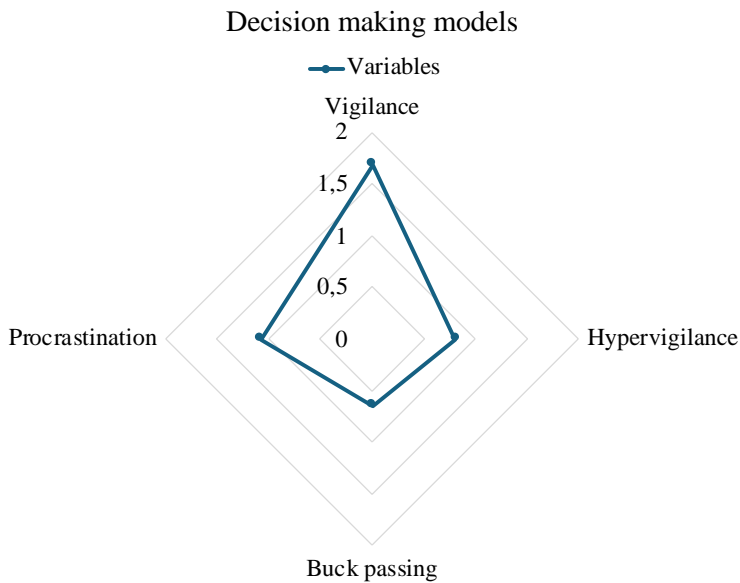 Decision making models
Variables
Vigilance
2
1,5
1
0,5
0
Procrastination
Hypervigilance
Buck passing